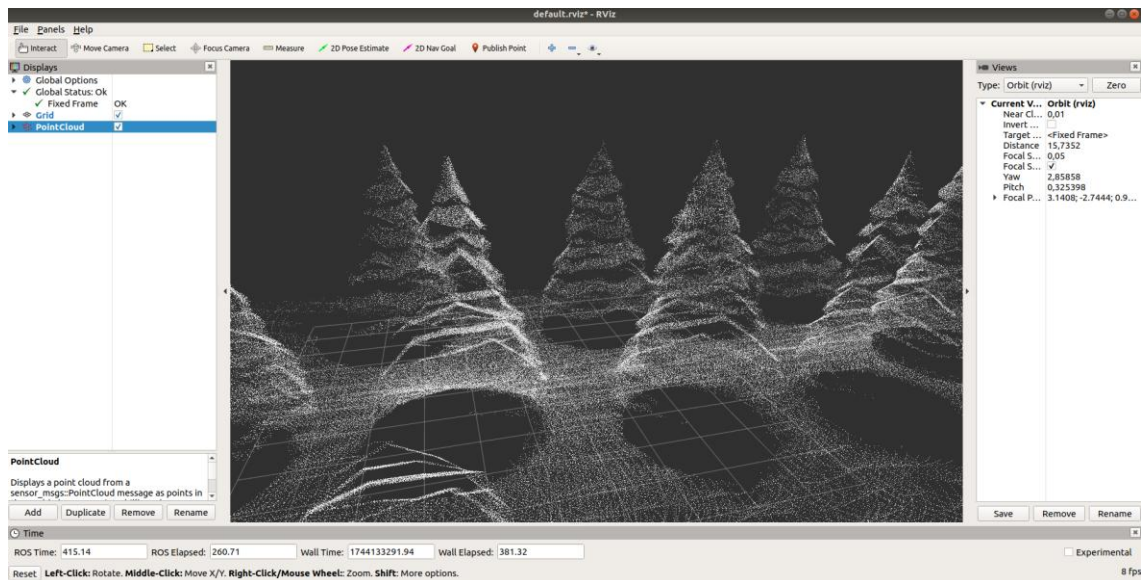 default.rviz* - RViz
File Panels Help
Interact Move Camera Select Focus Camera Measure 2D Pose Estimate 2D Nav Goal Publish Point
Displays
Global Options
Global Status: Ok
Fixed Frame OK
Grid
PointCloud
PointCloud
Displays a point cloud from a
sensor_msgs::PointCloud message as points in
Add Duplicate Remove Rename
Views
Type: Orbit (rviz) Zero
Current V... Orbit (rviz)
Near Cl... 0,01
Invert ...
Target ... <Fixed Frame>
Distance 15,7352
Focal S... 0,05
Focal S...
Yaw 2,85858
Pitch 0,325398
Focal P... 3.1408; -2.7444; 0.9...
Save Remove Rename
Time
ROS Time: 415.14 ROS Elapsed: 260.71 Wall Time: 1744133291.94 Wall Elapsed: 381.32 Experimental
Reset Left-Click: Rotate. Middle-Click: Move X/Y. Right-Click/Mouse Wheel:: Zoom. Shift: More options. 8 fps